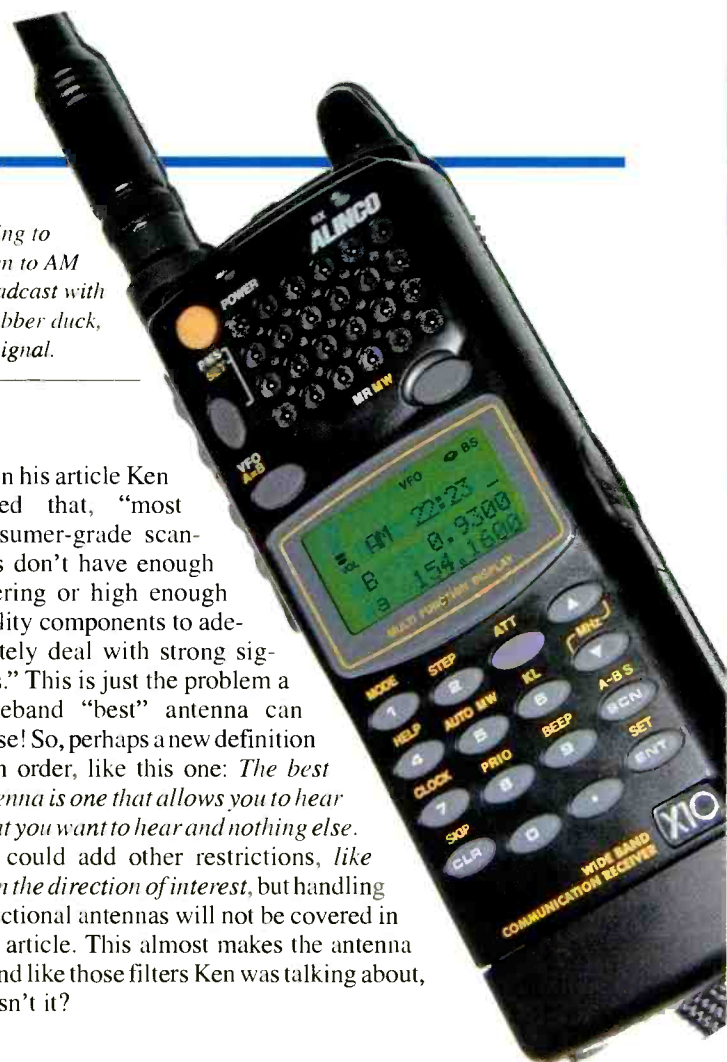 ing to
n to AM
adcast with
bber duck,
ignal.
n his article Ken
ed that, “most
sumer-grade scan-
s don’t have enough
ering or high enough
lity components to ade-
tely deal with strong sig-
s.” This is just the problem a
eband “best” antenna can
se! So, perhaps a new definition
n order, like this one: The best
enna is one that allows you to hear
at you want to hear and nothing else.
could add other restrictions, like
n the direction of interest, but handling
ctional antennas will not be covered in
article. This almost makes the antenna
nd like those filters Ken was talking about,
sn’t it?
RX
ALINCO
POWER
MR MW
VFO
A=B
VFO BS
AM 22:23
VOL B 0.9300
154.1600
MULTI FUNCTION DISPLAY
ATT
MODE STEP
1 2
MHz
HELP AUTO MW KL A-B S
4 5 6 SCN
CLOCK PRIO BEEP SET
7 8 9 ENT
SKIP
CLR 0 .
X10
WIDE BAND
COMMUNICATION RECEIVER